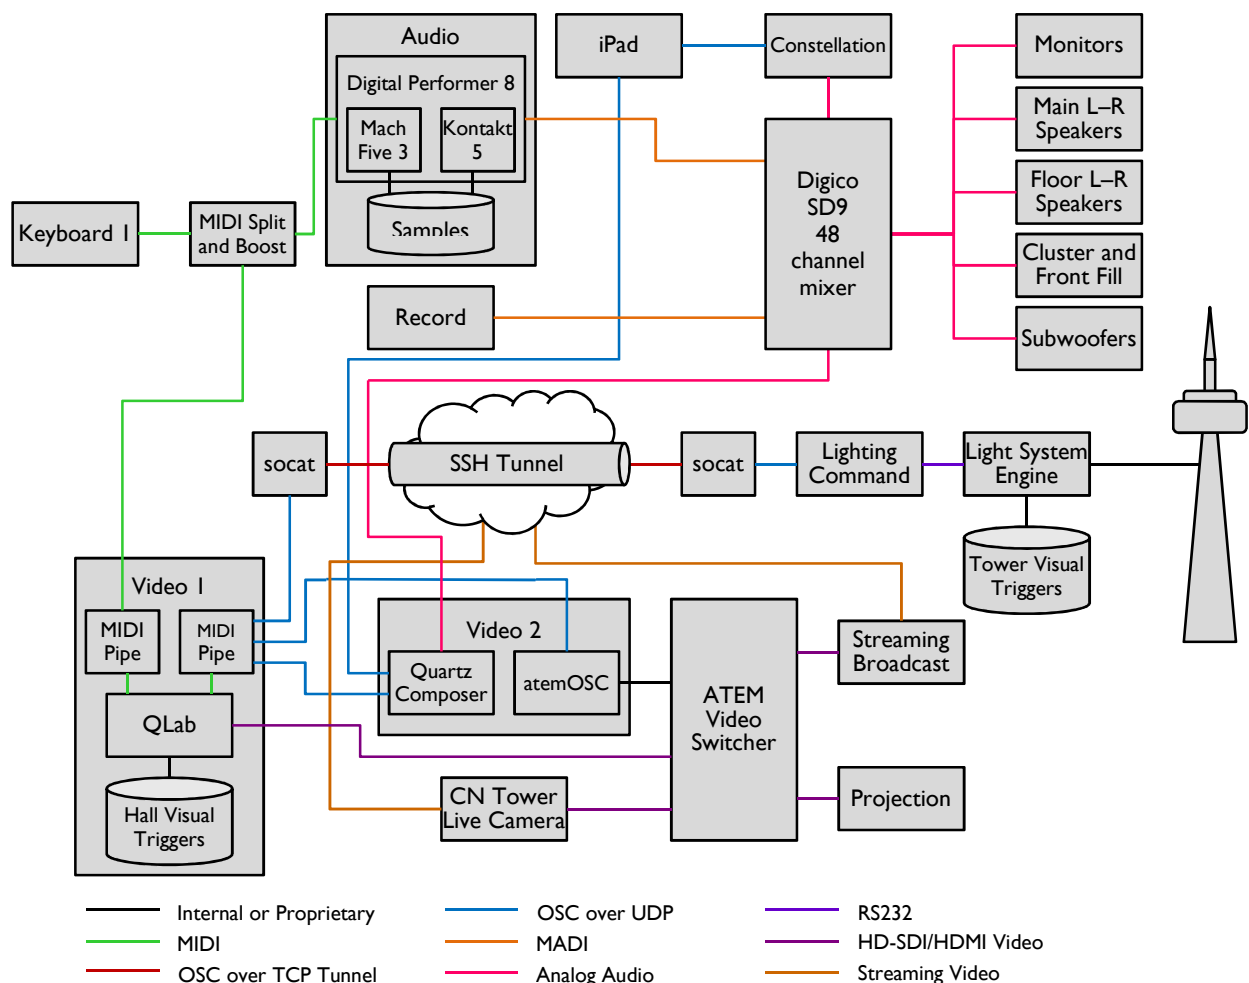 Audio
iPad
Constellation
Monitors
Digital Performer 8
Mach
Five 3
Kontakt
5
Samples
Main L–R
Speakers
Keyboard 1
MIDI Split
and Boost
Digico
SD9
48
channel
mixer
Floor L–R
Speakers
Cluster and
Front Fill
Record
Subwoofers
socat
SSH Tunnel
socat
Lighting
Command
Light System
Engine
Tower Visual
Triggers
Video 1
MIDI
Pipe
MIDI
Pipe
QLab
Hall Visual
Triggers
Video 2
Quartz
Composer
atemOSC
ATEM
Video
Switcher
Streaming
Broadcast
CN Tower
Live Camera
Projection
Internal or Proprietary
OSC over UDP
RS232
MIDI
MADI
HD-SDI/HDMI Video
OSC over TCP Tunnel
Analog Audio
Streaming Video